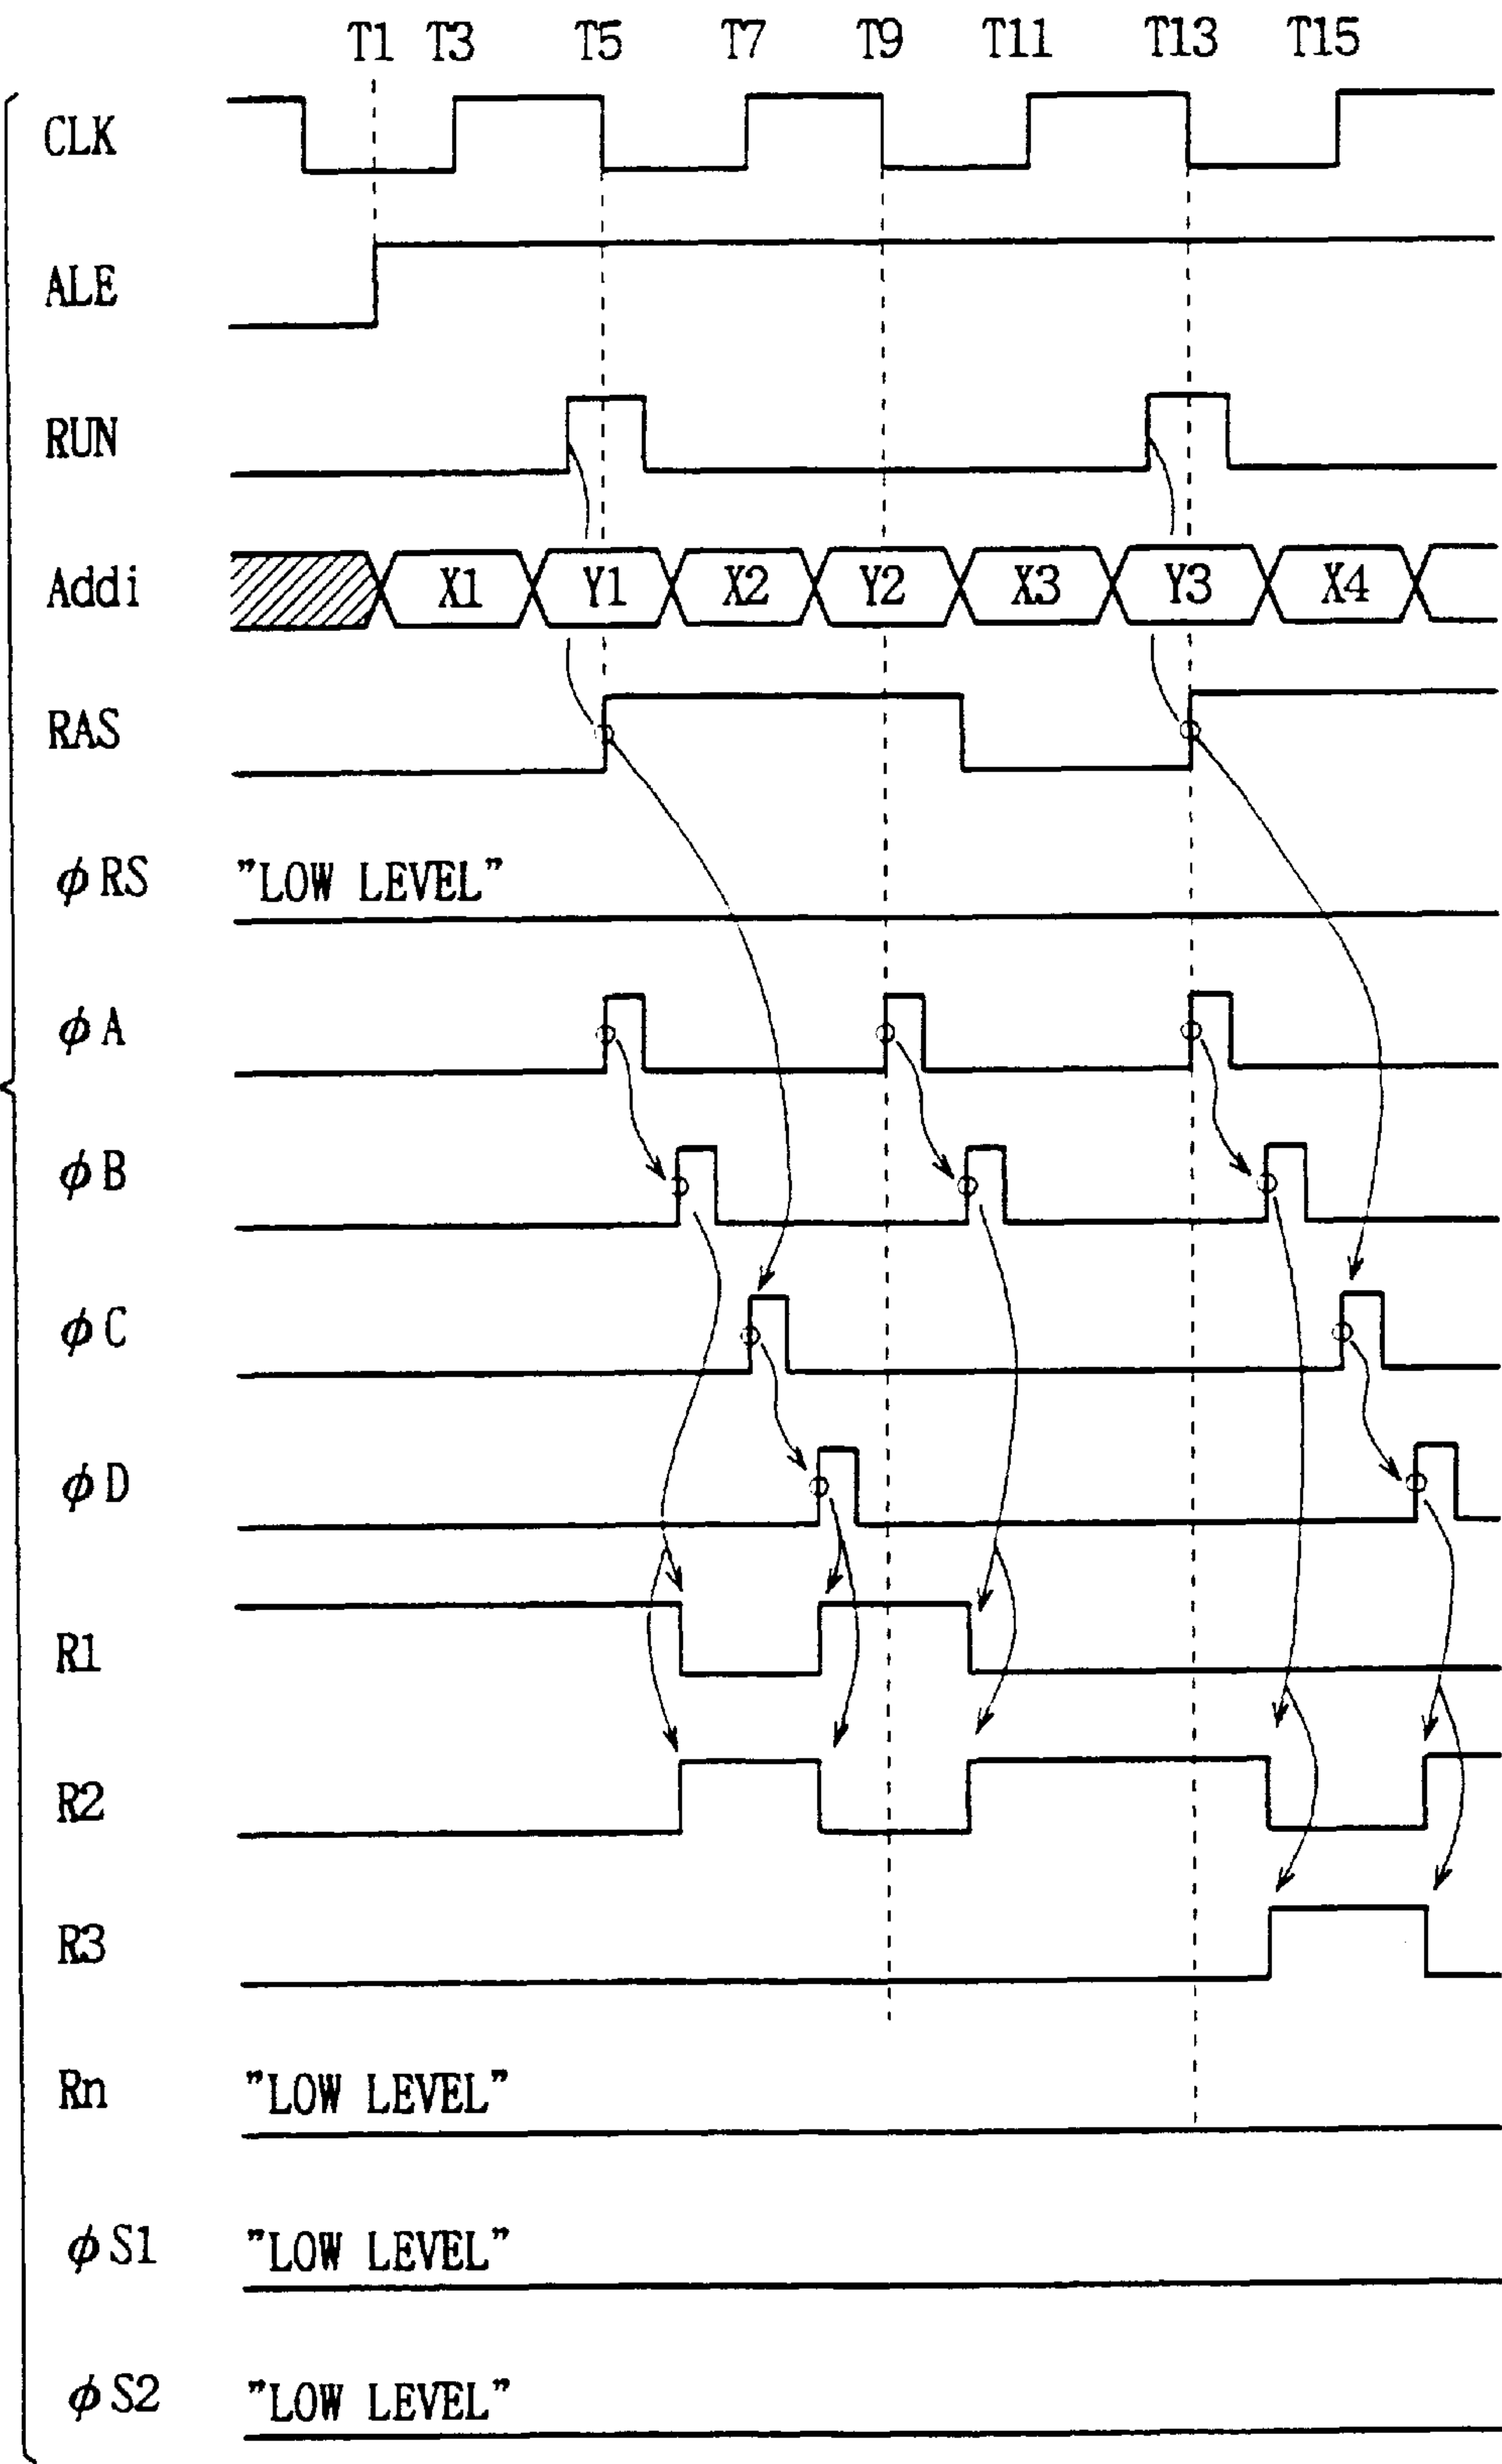 T1 T3 T5 T7 T9 T11 T13 T15
CLK
ALE
RUN
Addi X1 Y1 X2 Y2 X3 Y3 X4
RAS
ϕRS "LOW LEVEL"
ϕA
ϕB
ϕC
ϕD
R1
R2
R3
Rn "LOW LEVEL"
ϕS1 "LOW LEVEL"
ϕS2 "LOW LEVEL"